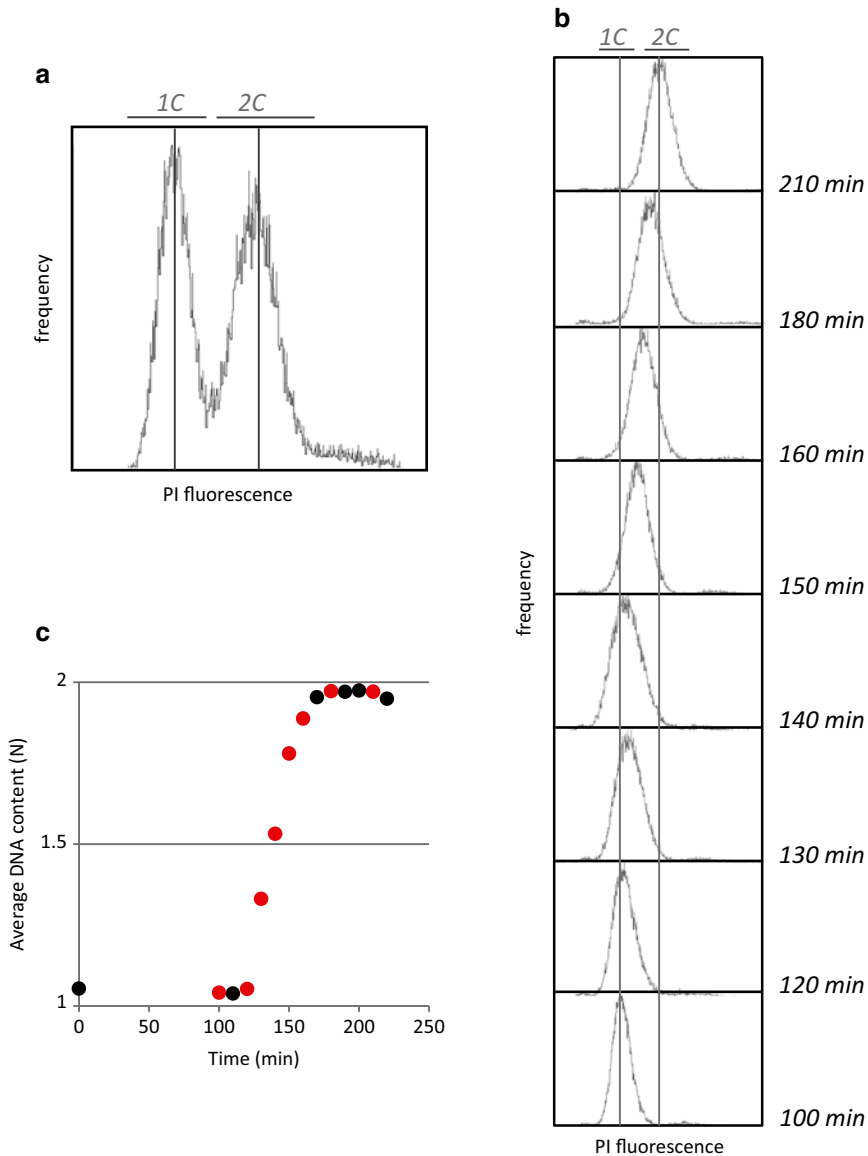 a
1C 2C
frequency
PI fluorescence
b
1C 2C
210 min
180 min
160 min
150 min
140 min
130 min
120 min
100 min
frequency
PI fluorescence
c
Average DNA content (N)
2
1.5
1
0 50 100 150 200 250
Time (min)